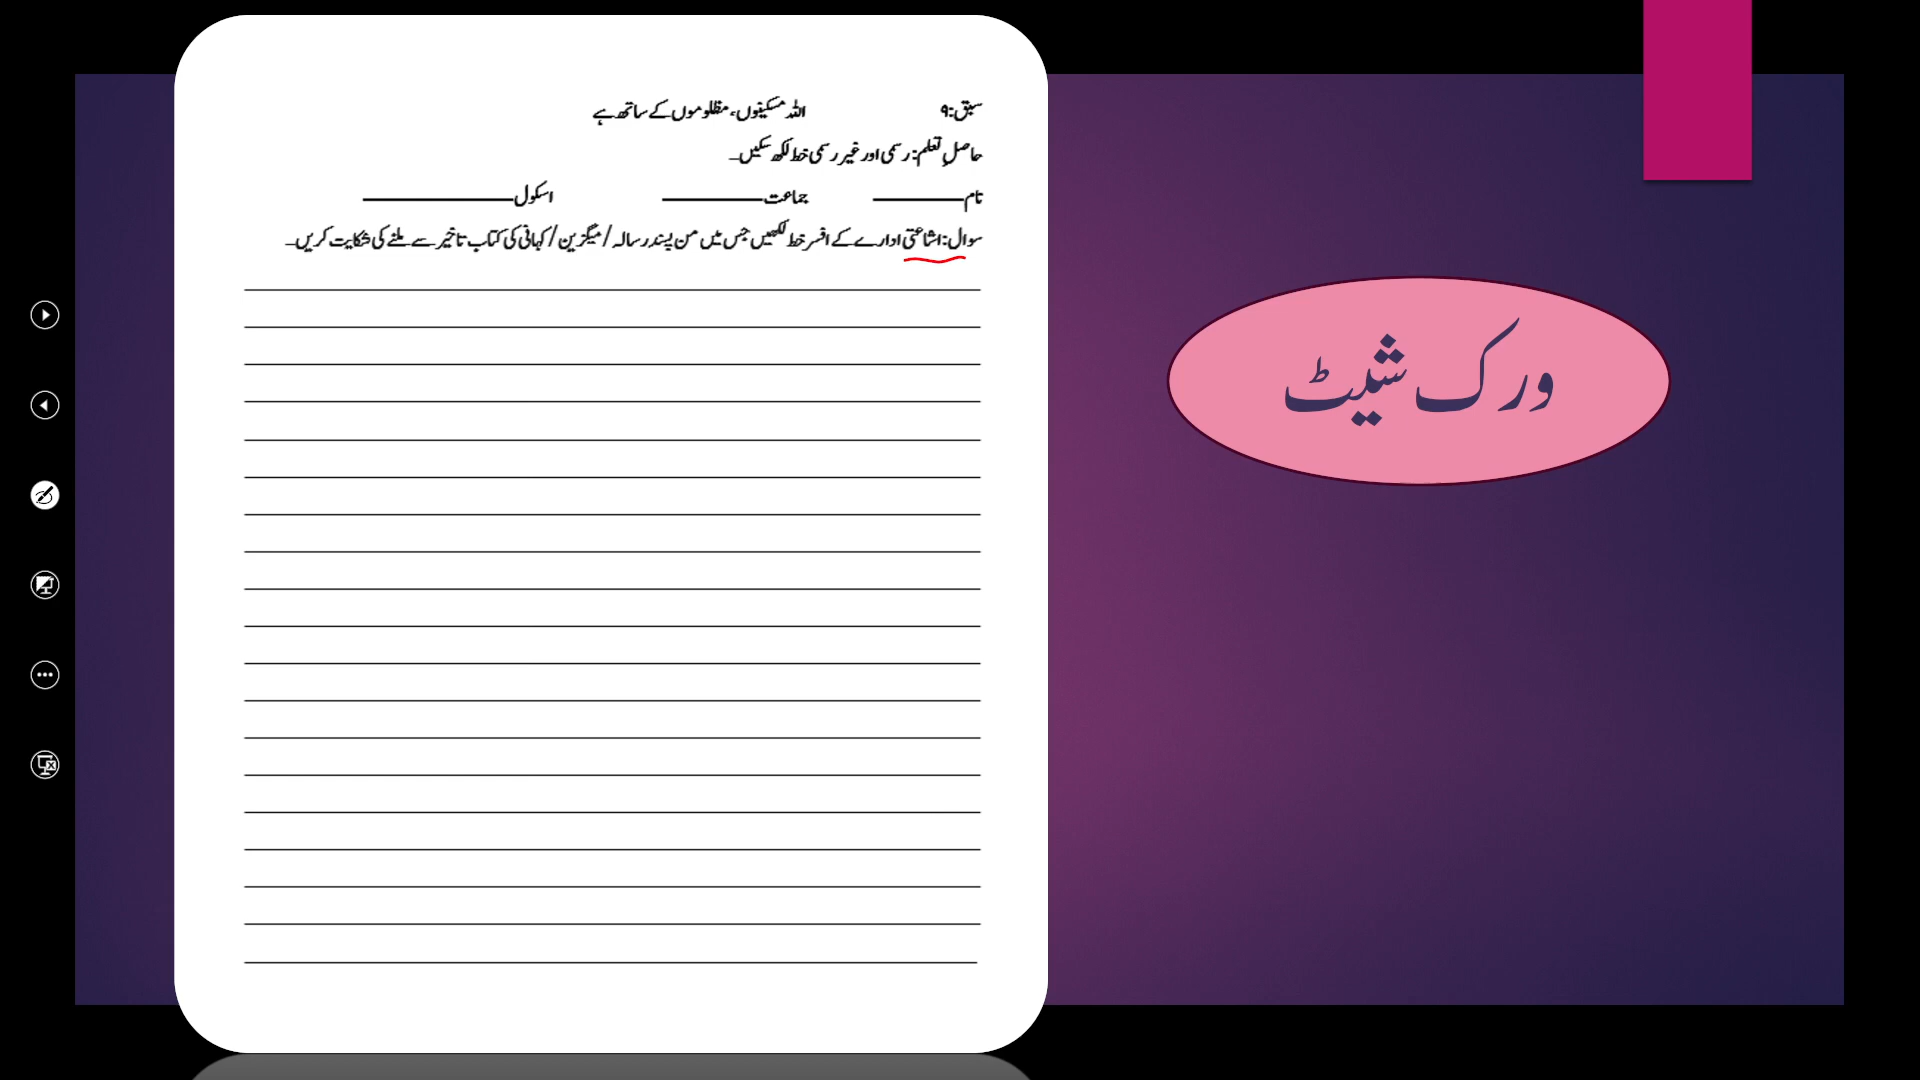 سبق:۹ اللہ مسکینوں، مظلوموں کے ساتھ ہے
حاصلِ تعلم: رسمی اور غیر رسمی خط لکھ سکیں۔
نام جماعت اسکول
سوال: اشاعتی ادارے کے افسر خط لکھیں جس میں من پسند رسالہ/میگزین/کہانی کی کتاب تاخیر سے ملنے کی شکایت کریں۔
ورک شیٹ